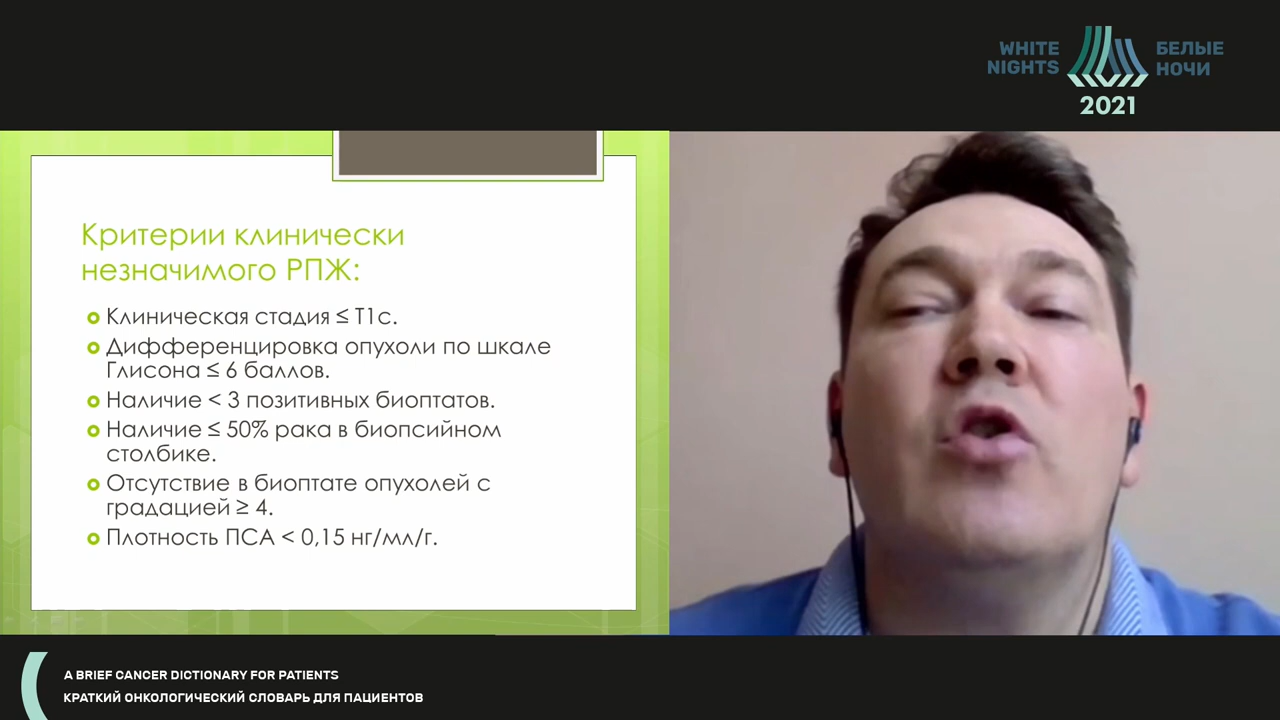 WHITE
NIGHTS
БЕЛЫЕ
НОЧИ
2021
Критерии клинически
незначимого РПЖ:
Клиническая стадия ≤ T1c.
Дифференцировка опухоли по шкале
Глисона ≤ 6 баллов.
Наличие < 3 позитивных биоптатов.
Наличие ≤ 50% рака в биопсийном
столбике.
Отсутствие в биоптате опухолей с
градацией ≥ 4.
Плотность ПСА < 0,15 нг/мл/г.
A BRIEF CANCER DICTIONARY FOR PATIENTS
КРАТКИЙ ОНКОЛОГИЧЕСКИЙ СЛОВАРЬ ДЛЯ ПАЦИЕНТОВ